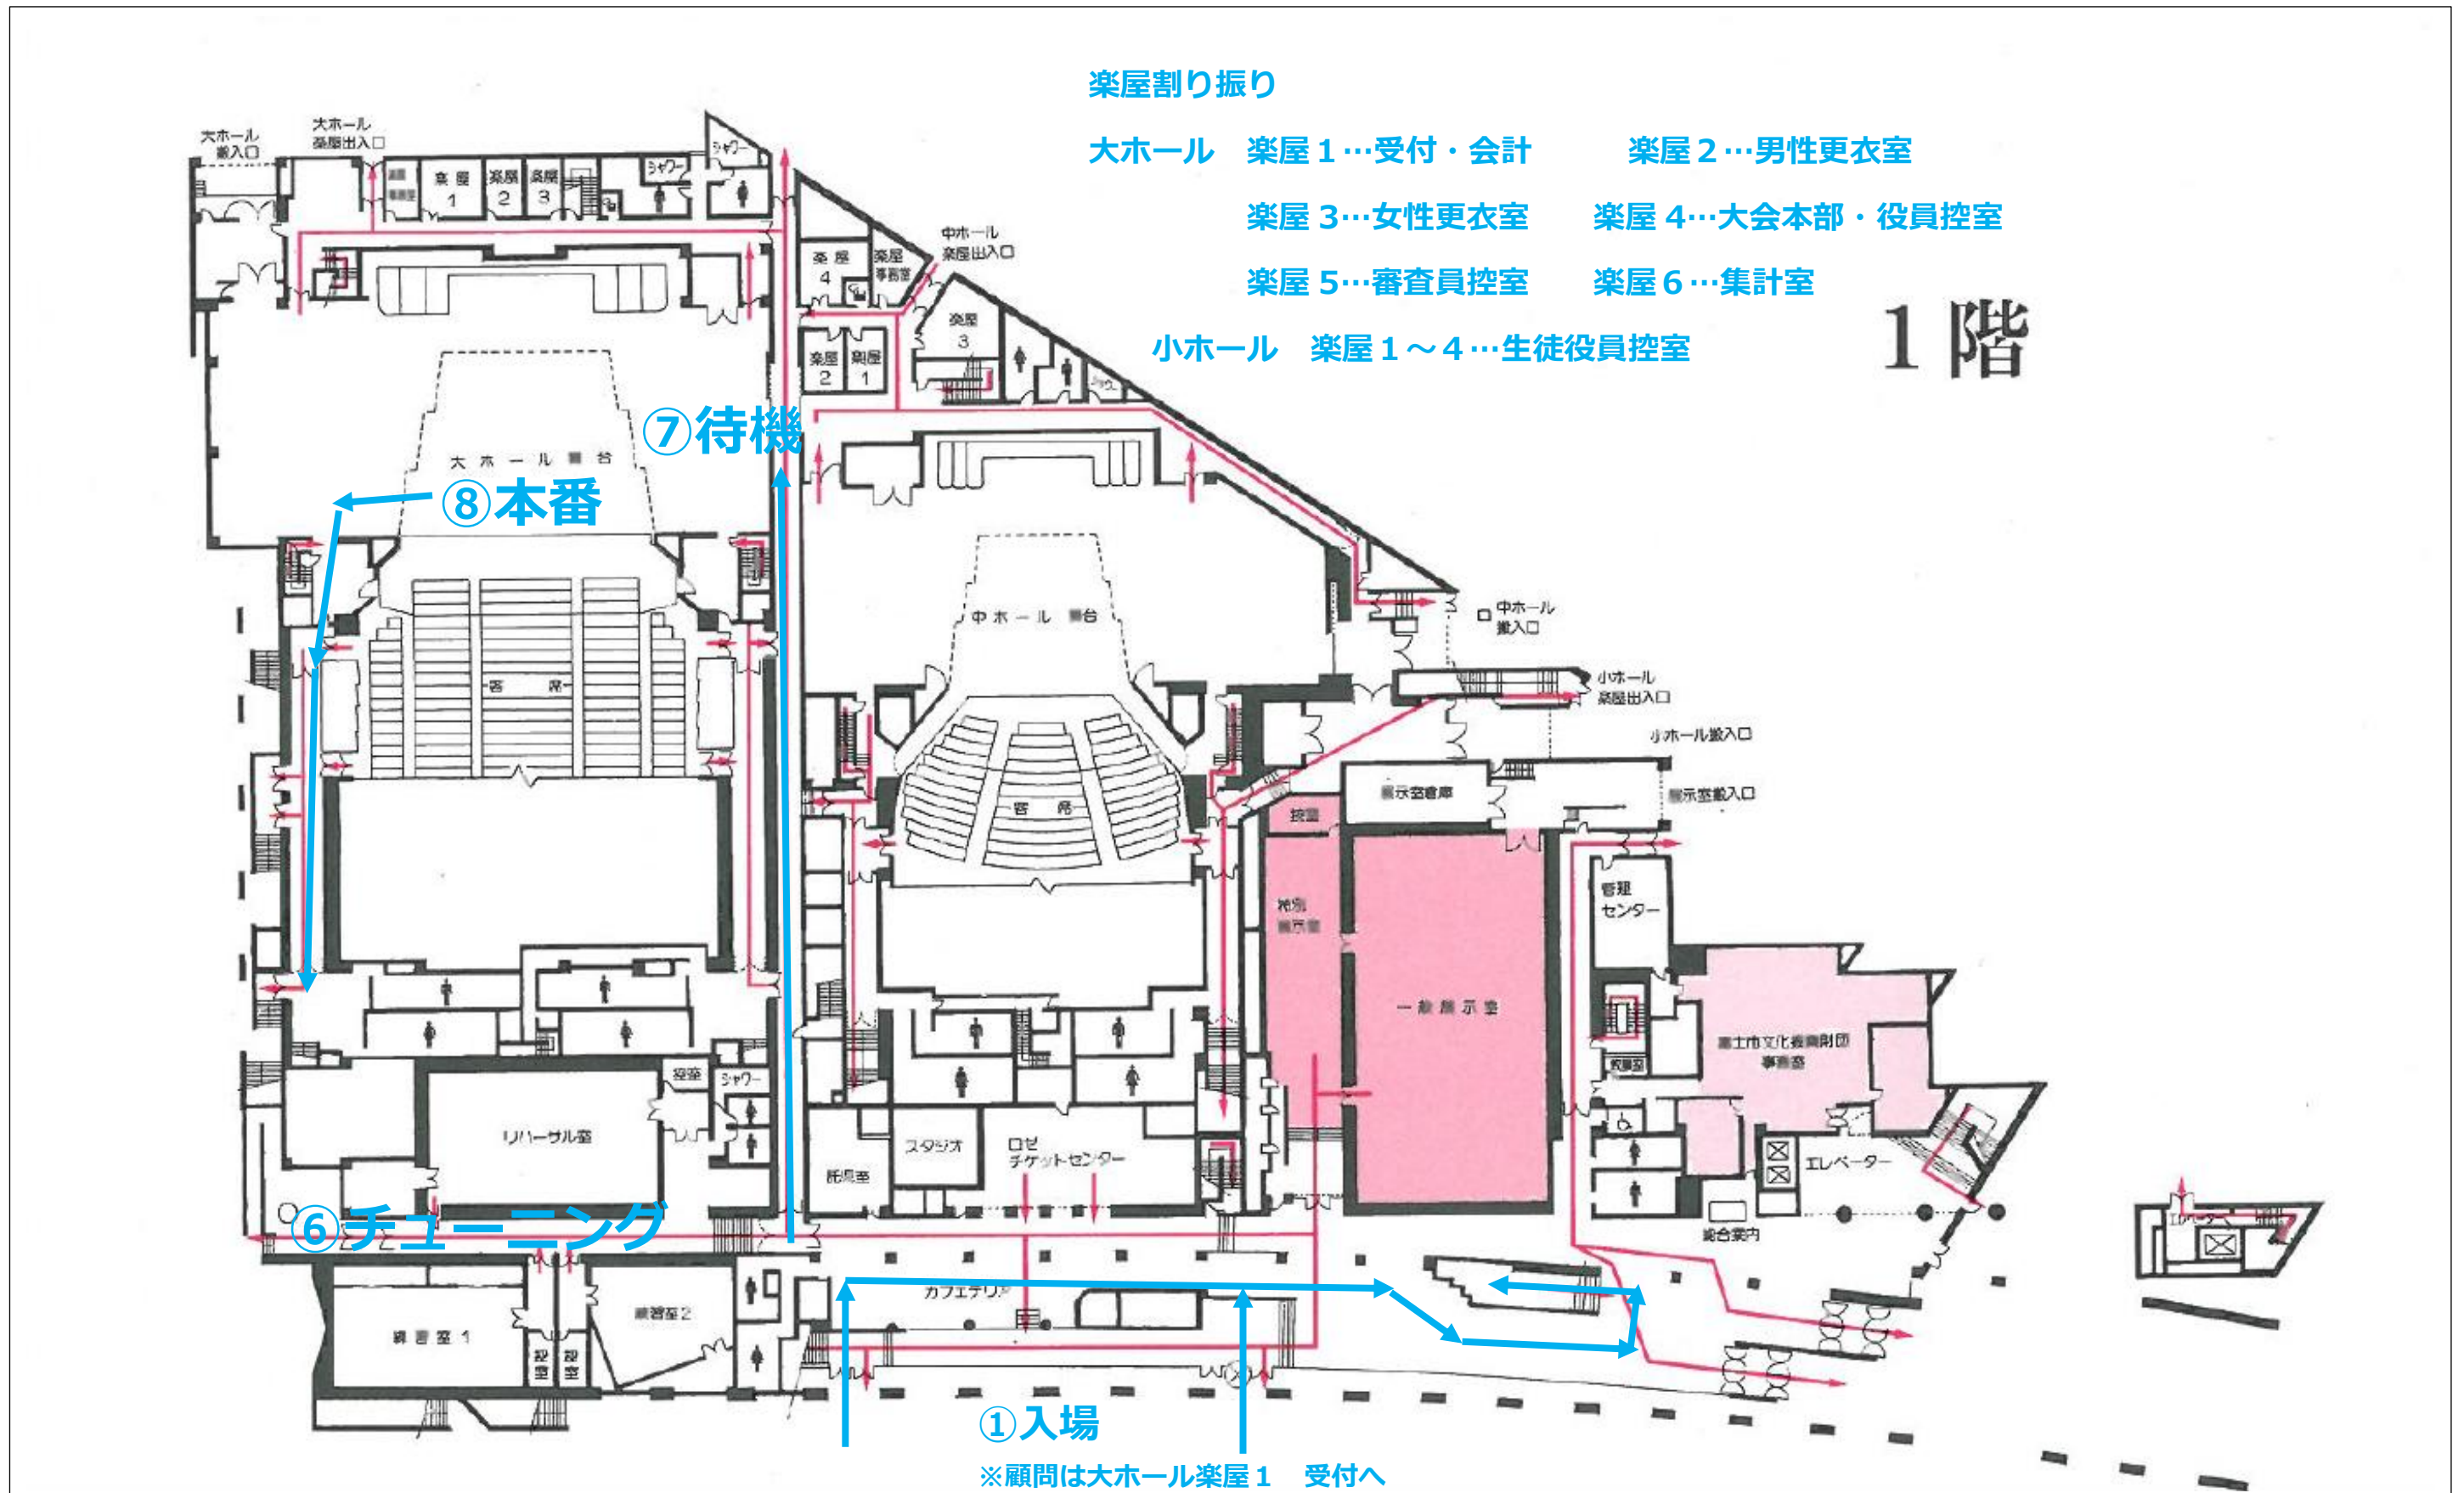 楽屋割り振り
大ホール　楽屋１…受付・会計　　　楽屋２…男性更衣室
楽屋３…女性更衣室　　楽屋４…大会本部・役員控室
楽屋５…審査員控室　　楽屋６…集計室
小ホール　楽屋１～４…生徒役員控室
1階
大ホール
搬入口
大ホール
楽屋出入口
シャワー
シャワー
楽屋
1
楽屋
2
楽屋
3
中ホール
楽屋出入口
楽屋
4
楽屋
事務室
楽屋
3
楽屋
2
楽屋
1
⑦待機
大ホール 台
⑧本番
中ホール 台
中ホール
搬入口
客席
小ホール
楽屋出入口
小ホール搬入口
展示室倉庫
展示室搬入口
客席
控室
管理
センター
特別
展示室
一般展示室
富士市文化振興財団
事務室
控室
シャワー
リハーサル室
スタジオ
ロゼ
チケットセンター
託児室
エレベーター
⑥チューニング
総合案内
カフェテリア
練習室1
練習室2
控室
控室
①入場
※顧問は大ホール楽屋１　受付へ